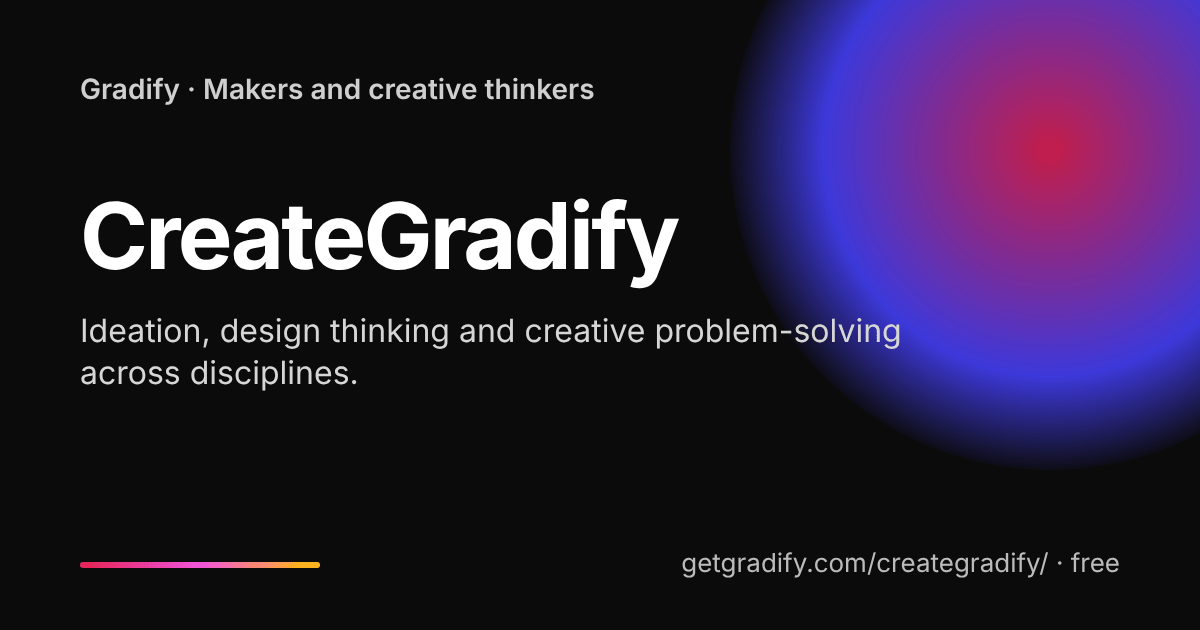 Gradify · Makers and creative thinkers
CreateGradify
Ideation, design thinking and creative problem-solving
across disciplines.
getgradify.com/creategradify/ · free